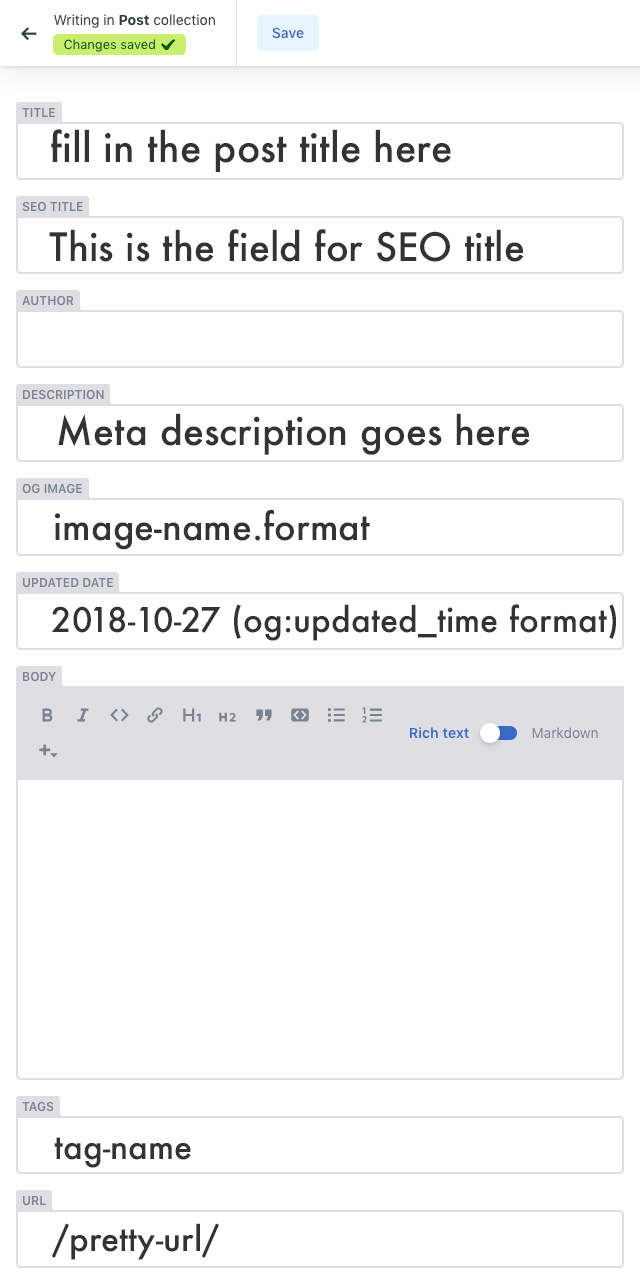 Writing in Post collection
Changes saved
Save
TITLE
fill in the post title here
SEO TITLE
This is the field for SEO title
AUTHOR
DESCRIPTION
Meta description goes here
OG IMAGE
image-name.format
UPDATED DATE
2018-10-27 (og:updated_time format)
BODY
B I H1 H2
Rich text Markdown
TAGS
tag-name
URL
/pretty-url/